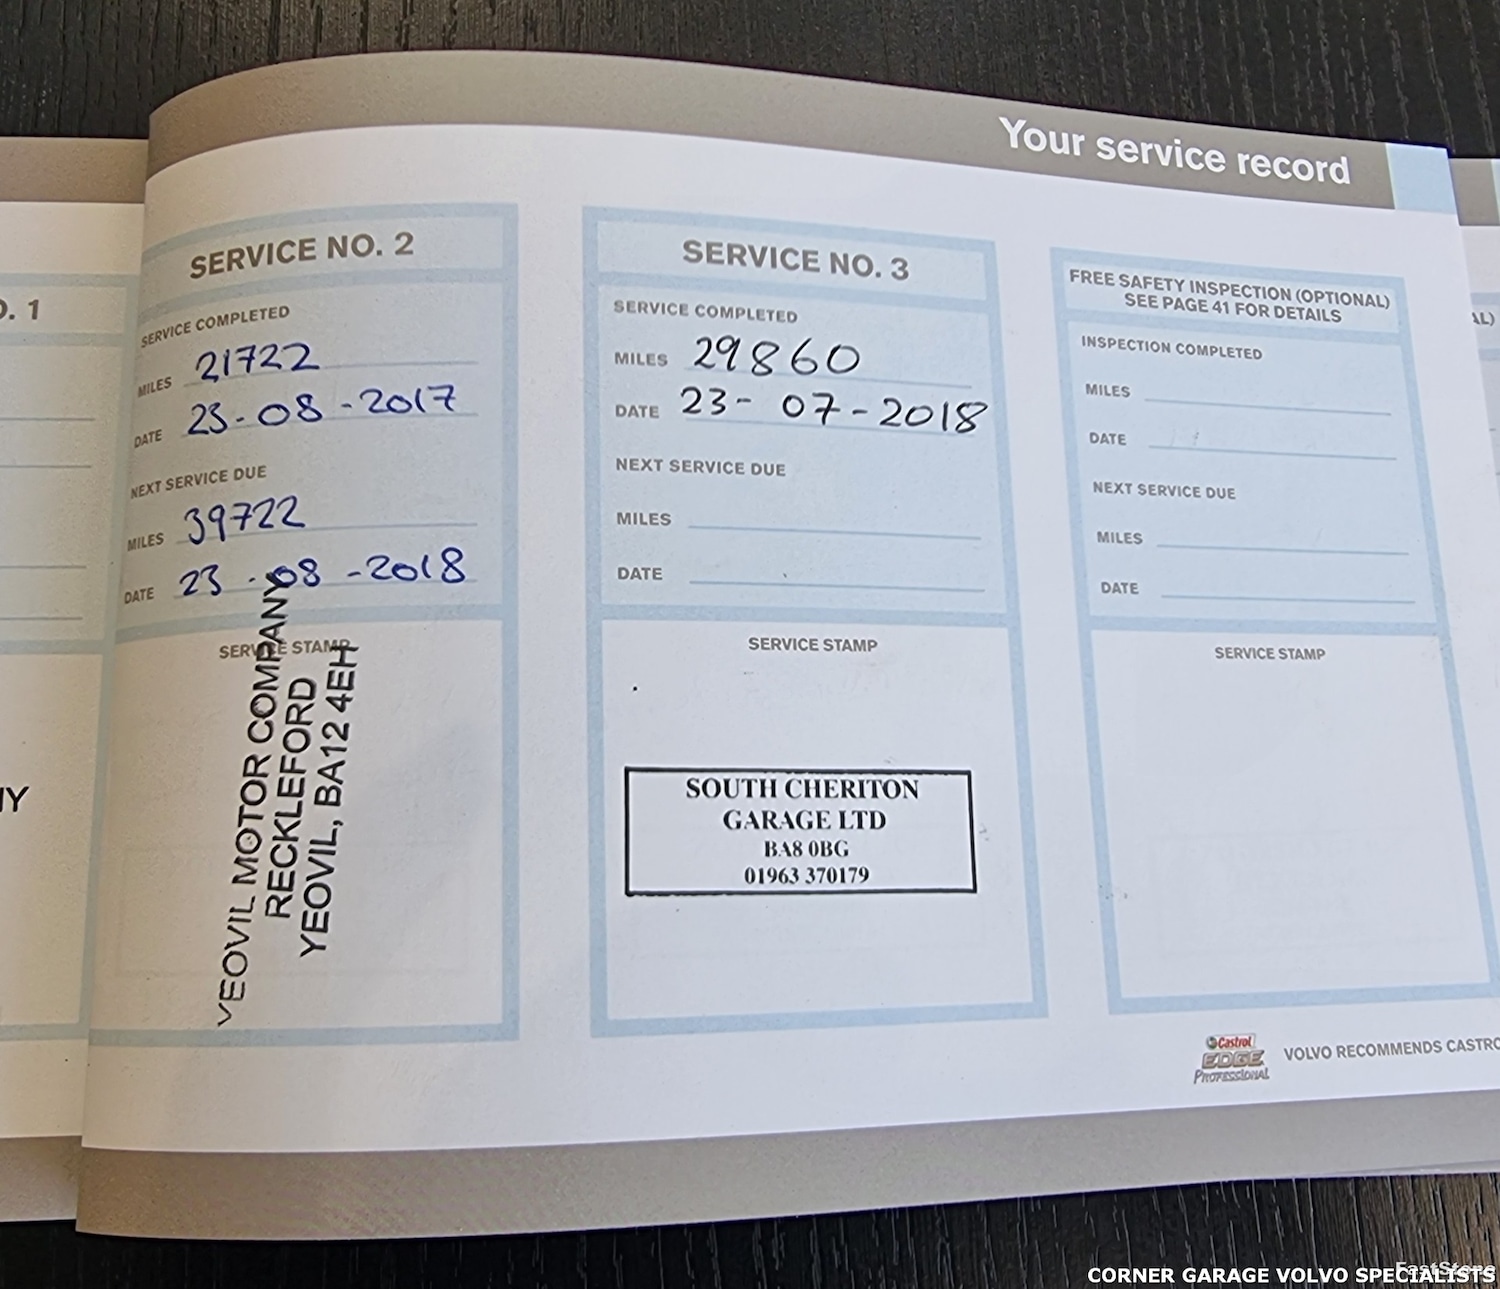 Your service record
O. 1
NY
SERVICE NO. 2
SERVICE COMPLETED
MILES 21722
DATE 23-08-2017
NEXT SERVICE DUE
MILES 39722
DATE 23-08-2018
SERVICE STAMP
YEOVIL MOTOR COMPANY
RECKLEFORD
YEOVIL, BA12 4EH
SERVICE NO. 3
SERVICE COMPLETED
MILES 29860
DATE 23-07-2018
NEXT SERVICE DUE
MILES
DATE
SERVICE STAMP
SOUTH CHERITON
GARAGE LTD
BA8 0BG
01963 370179
FREE SAFETY INSPECTION (OPTIONAL)
SEE PAGE 41 FOR DETAILS
INSPECTION COMPLETED
MILES
DATE
NEXT SERVICE DUE
MILES
DATE
SERVICE STAMP
AL)
Castrol
EDGE
PROFESSIONAL
VOLVO RECOMMENDS CASTRO
CORNER GARAGE VOLVO SPECIALISTS